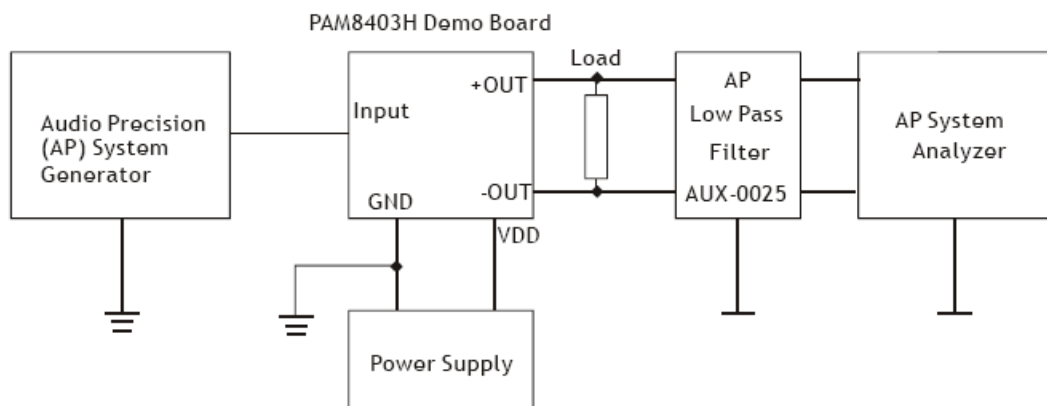 PAM8403H Demo Board
Audio Precision
(AP) System
Generator
Input
+OUT
-OUT
GND
VDD
Load
AP
Low Pass
Filter
AUX-0025
AP System
Analyzer
Power Supply